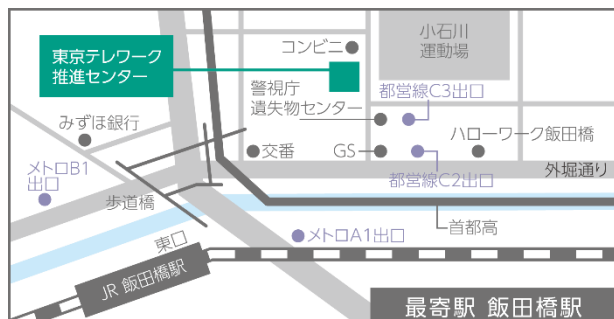 コンビニ
小石川
運動場
東京テレワーク
推進センター
警視庁
遺失物センター
都営線C3出口
みずほ銀行
交番
GS
ハローワーク飯田橋
メトロB1
出口
外堀通り
都営線C2出口
歩道橋
首都高
東口
メトロA1出口
JR 飯田橋駅
最寄駅 飯田橋駅